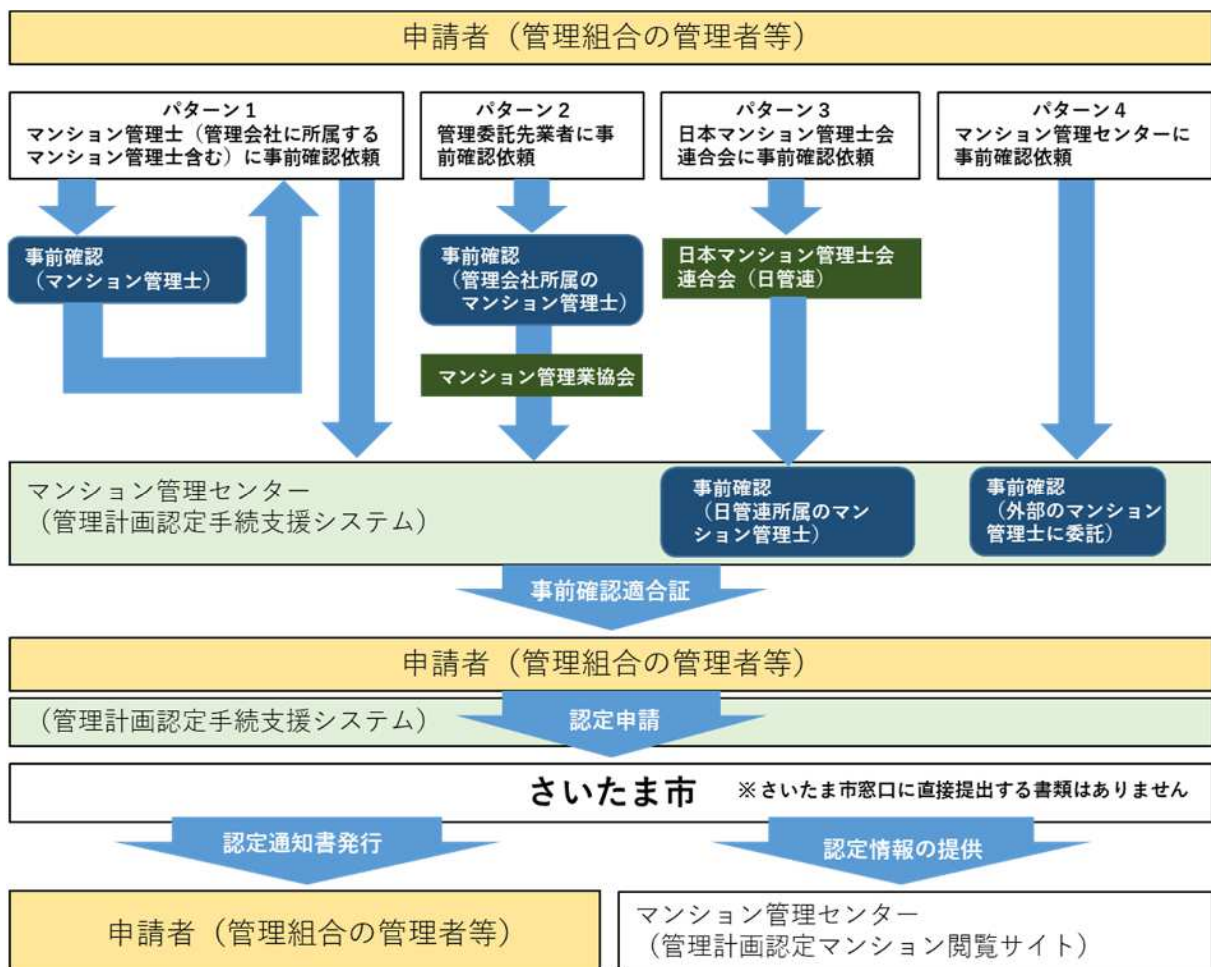 申請者（管理組合の管理者等）
パターン１
マンション管理士（管理会社に所属する
マンション管理士含む）に事前確認依頼
パターン２
管理委託先業者に事
前確認依頼
パターン３
日本マンション管理士会
連合会に事前確認依頼
パターン４
マンション管理センターに
事前確認依頼
事前確認
（マンション管理士）
事前確認
（管理会社所属の
マンション管理士）
日本マンション管理士会
連合会（日管連）
マンション管理業協会
マンション管理センター
（管理計画認定手続支援システム）
事前確認
（日管連所属のマン
ション管理士）
事前確認
（外部のマンション
管理士に委託）
事前確認適合証
申請者（管理組合の管理者等）
（管理計画認定手続支援システム）
認定申請
さいたま市 ※さいたま市窓口に直接提出する書類はありません
認定通知書発行
認定情報の提供
申請者（管理組合の管理者等）
マンション管理センター
（管理計画認定マンション閲覧サイト）